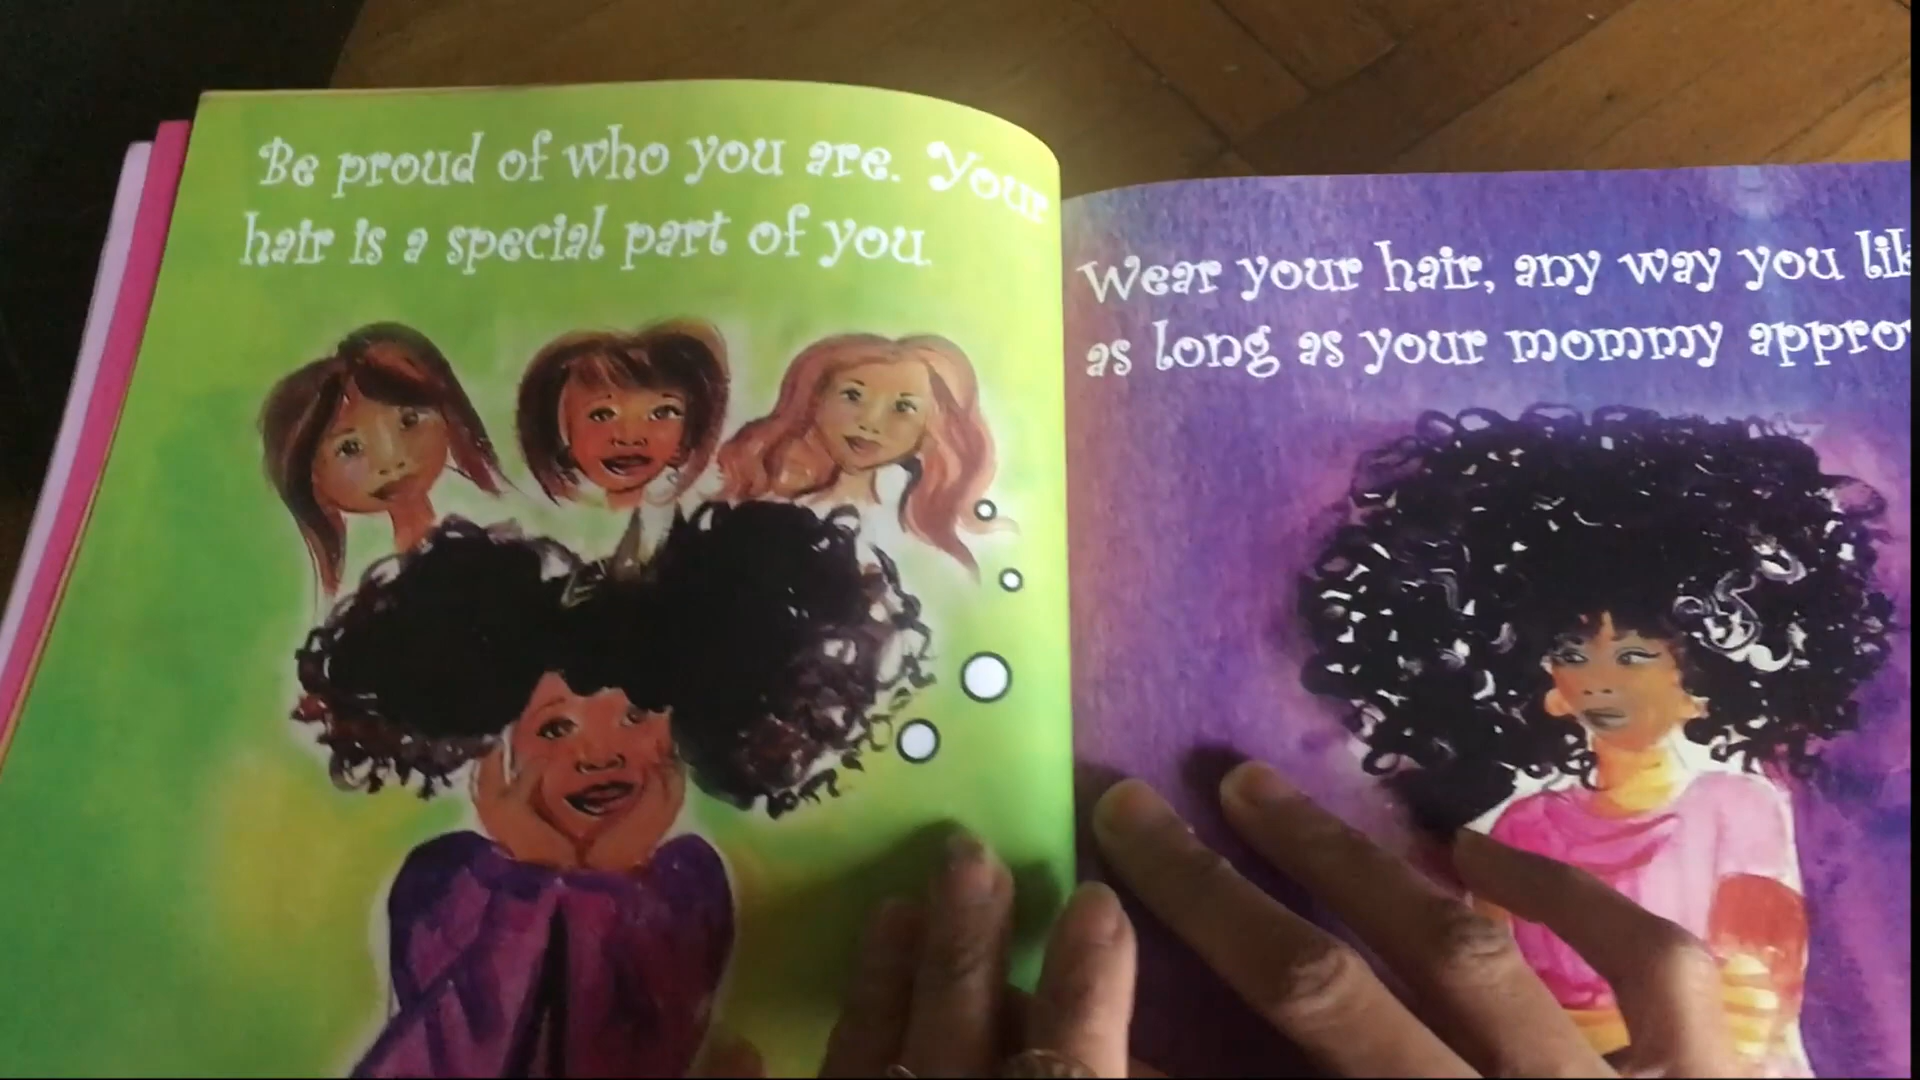 Be proud of who you are. Your
hair is a special part of you.
Wear your hair, any way you
as long as your mommy